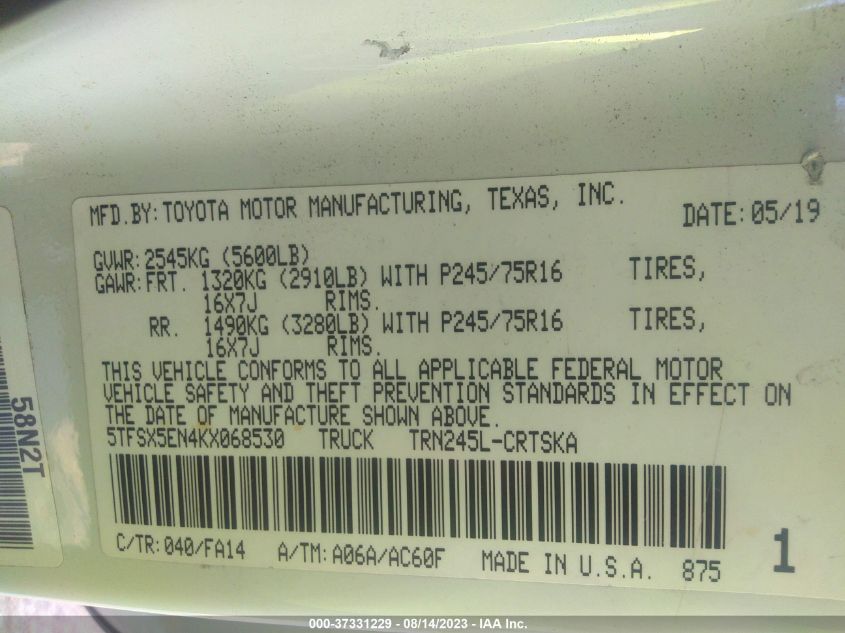 MFD.BY: TOYOTA MOTOR MANUFACTURING, TEXAS, INC. DATE: 05/19
GVWR: 2545KG (5600LB)
GAWR: FRT. 1320KG (2910LB) WITH P245/75R16 TIRES,
16X7J RIMS.
RR. 1490KG (3280LB) WITH P245/75R16 TIRES,
16X7J RIMS.
THIS VEHICLE CONFORMS TO ALL APPLICABLE FEDERAL MOTOR
VEHICLE SAFETY AND THEFT PREVENTION STANDARDS IN EFFECT ON
THE DATE OF MANUFACTURE SHOWN ABOVE.
5TFSX5EN4KX068530 TRUCK TRN245L-CRTSKA
C/TR: 040/FA14 A/TM: A06A/AC60F MADE IN U.S.A. 875 1
58N2T
000-37331229 - 08/14/2023 - IAA Inc.